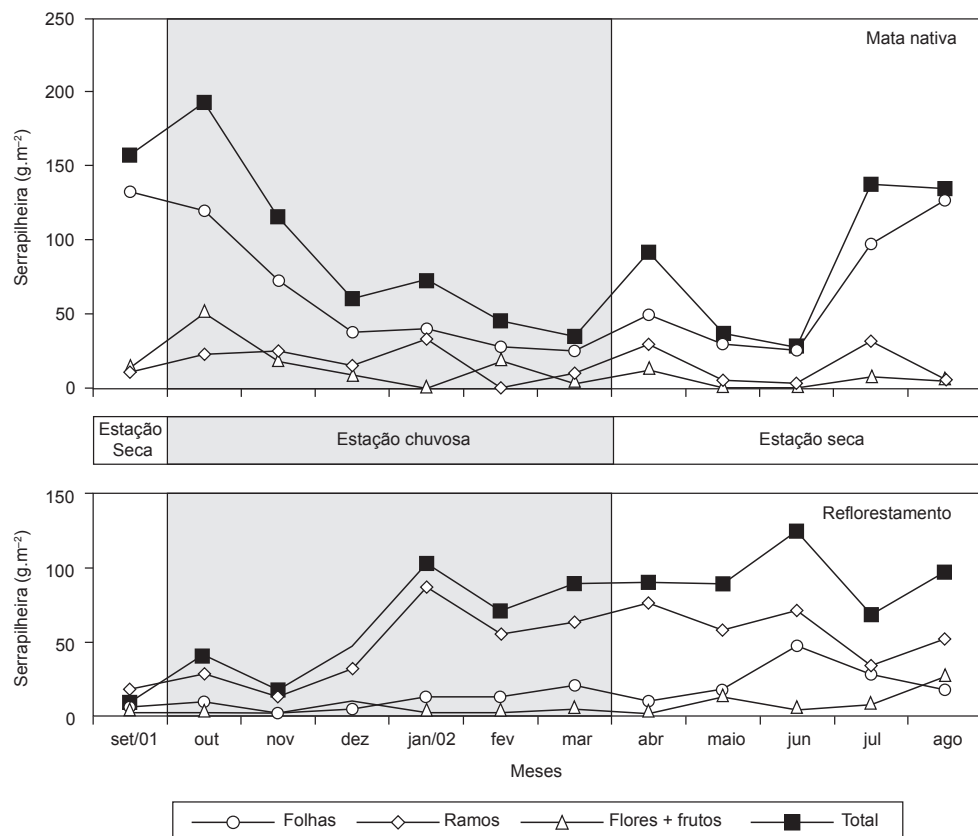 250
Mata nativa
200
150
100
50
0
Serrapilheira (g.m⁻²)
Estação Seca
Estação chuvosa
Estação seca
150
Reflorestamento
100
50
0
Serrapilheira (g.m⁻²)
set/01 out nov dez jan/02 fev mar abr maio jun jul ago
Meses
Folhas Ramos Flores + frutos Total